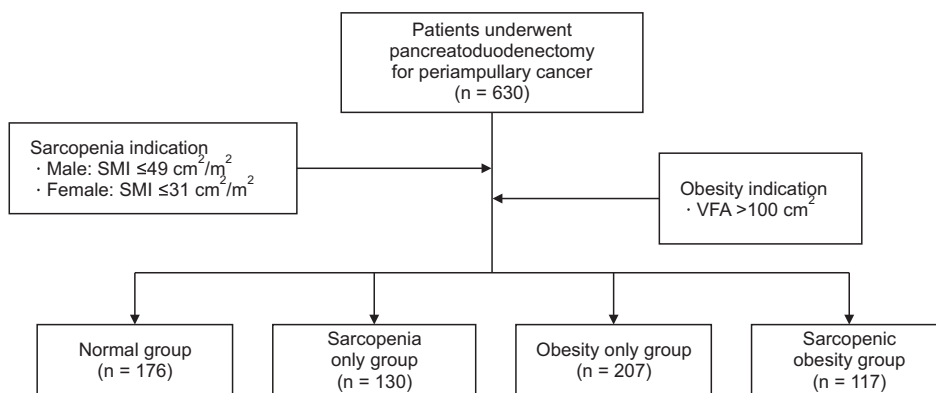 Patients underwent
pancreatoduodenectomy
for periampullary cancer
(n = 630)
Sarcopenia indication
· Male: SMI ≤49 cm²/m²
· Female: SMI ≤31 cm²/m²
Obesity indication
· VFA >100 cm²
Normal group
(n = 176)
Sarcopenia
only group
(n = 130)
Obesity only group
(n = 207)
Sarcopenic
obesity group
(n = 117)